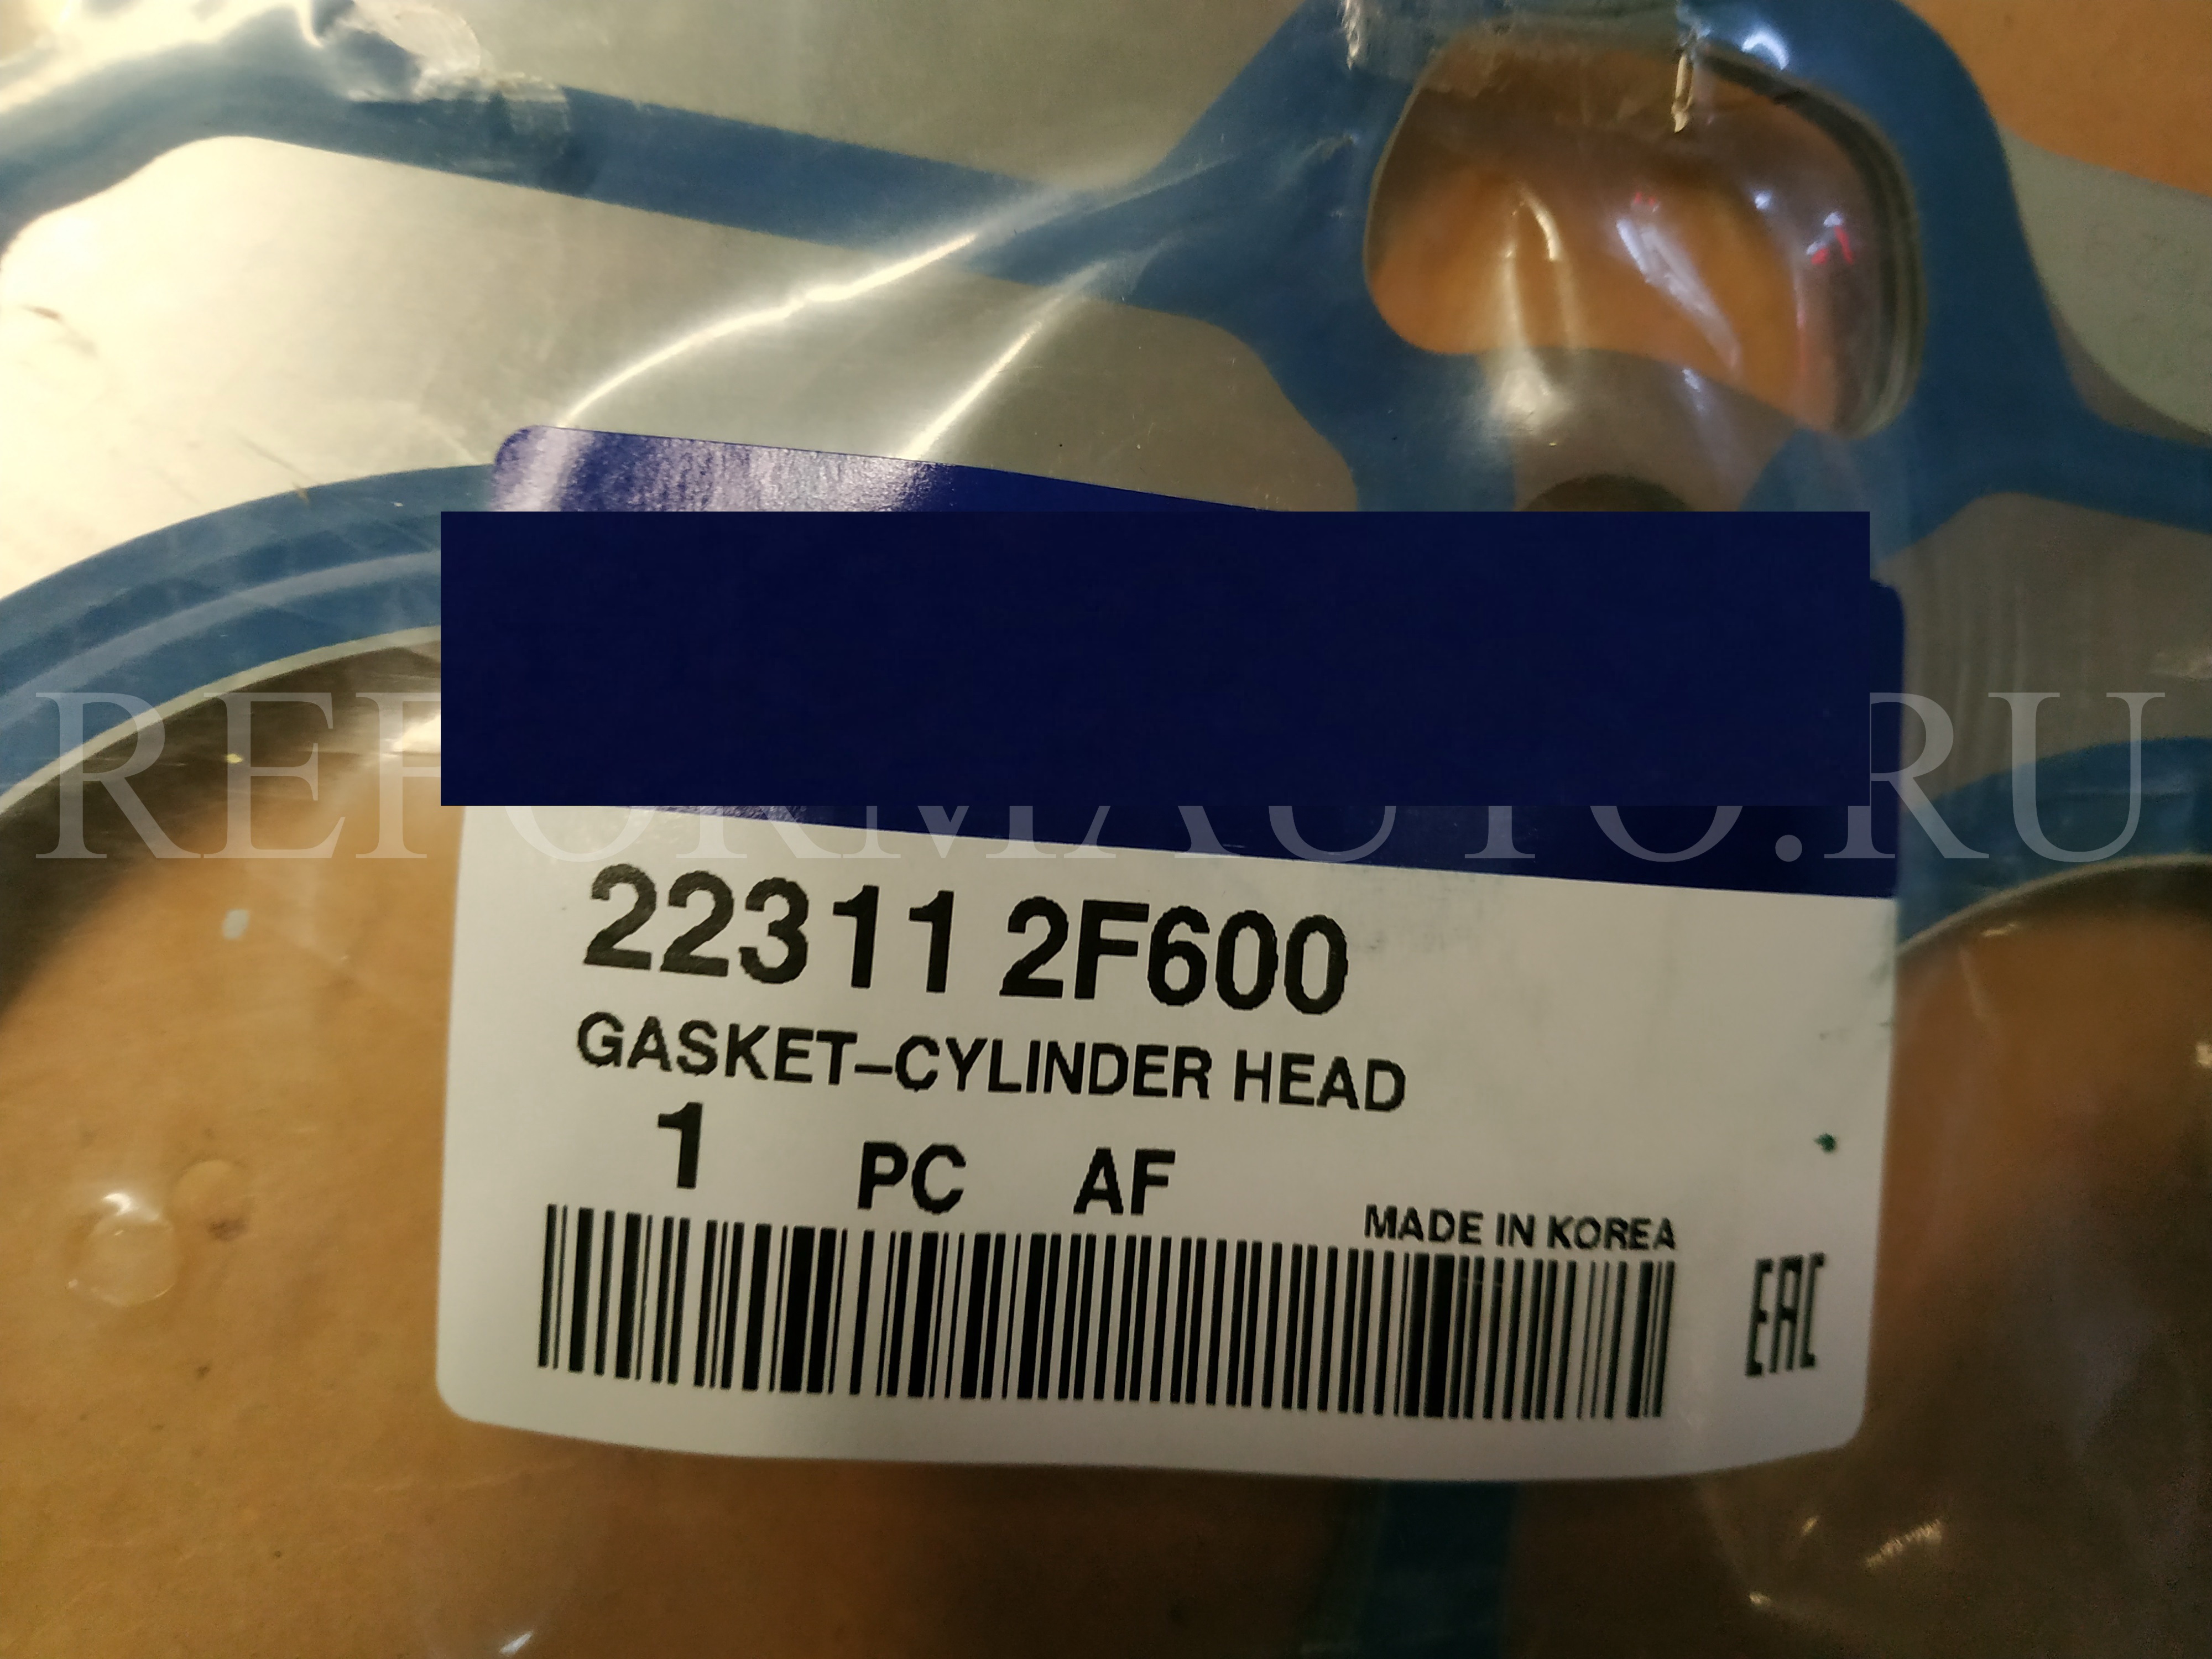 REFORMAUTO.RU
22311 2F600
GASKET-CYLINDER HEAD
1 PC AF
MADE IN KOREA
EAC